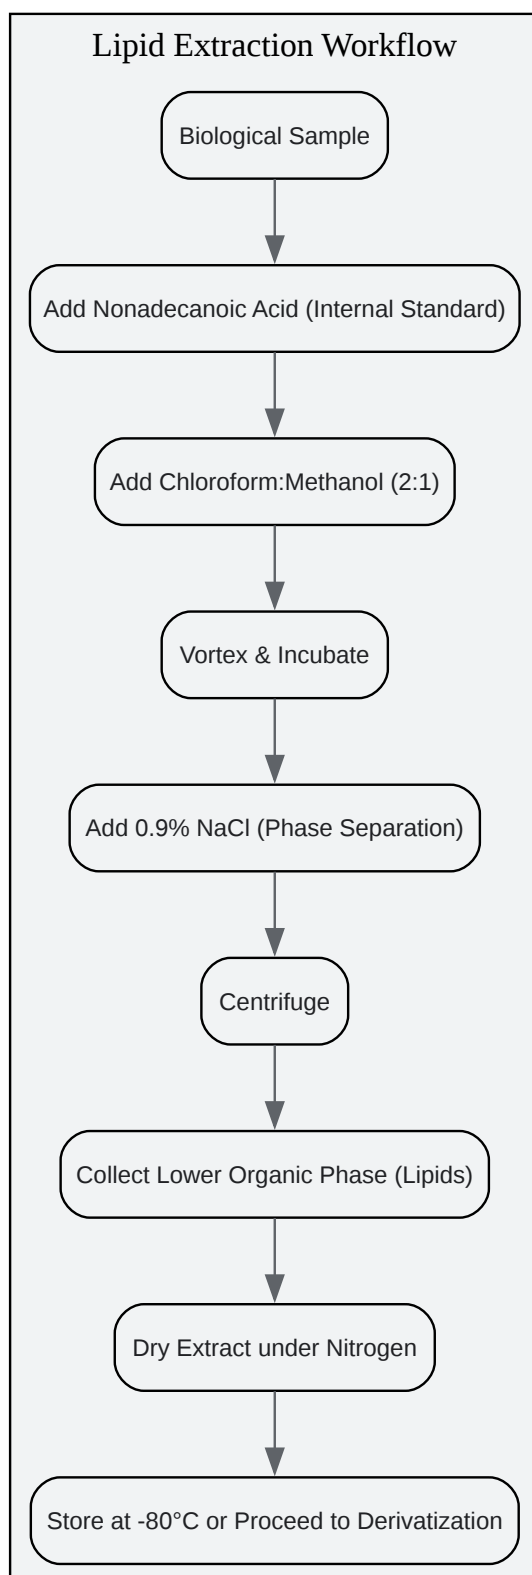 Lipid Extraction Workflow
Biological Sample
Add Nonadecanoic Acid (Internal Standard)
Add Chloroform:Methanol (2:1)
Vortex & Incubate
Add 0.9% NaCl (Phase Separation)
Centrifuge
Collect Lower Organic Phase (Lipids)
Dry Extract under Nitrogen
Store at -80°C or Proceed to Derivatization